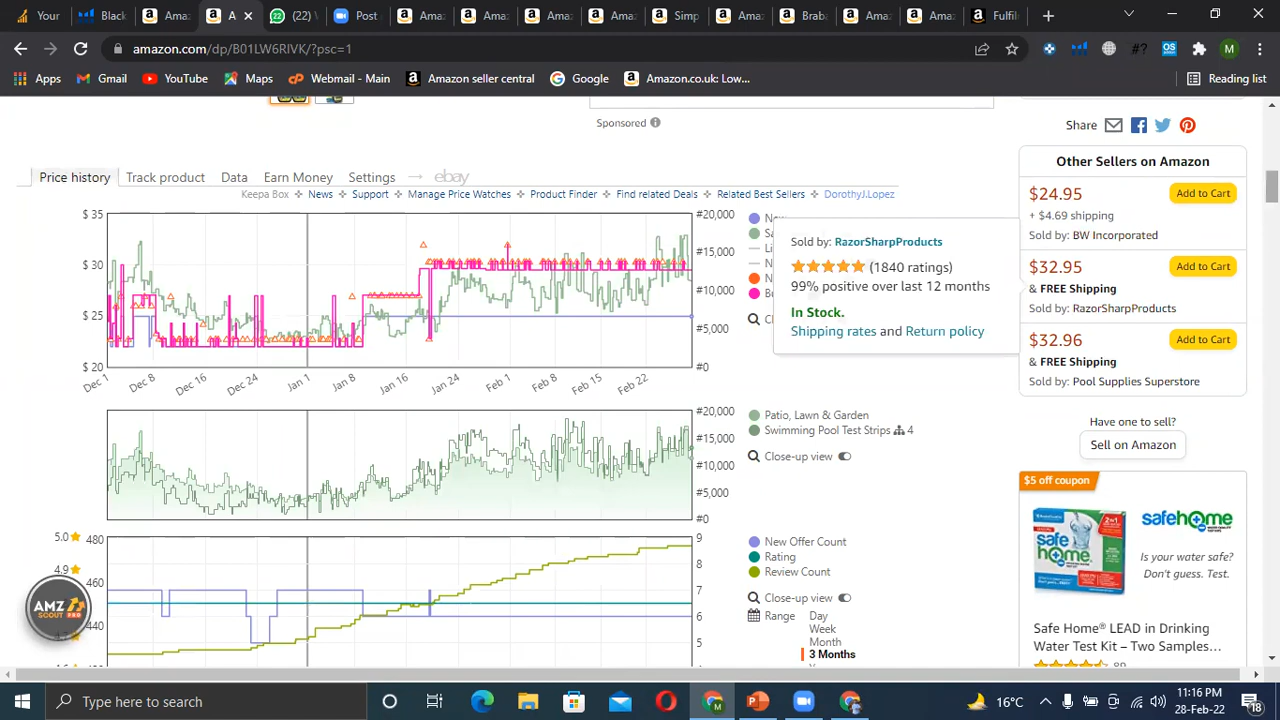 Your
Black
Ama
A
(22) V
Post
Ama
Ama
Ama
Ama
Simp
Ama
Brab
Ama
Ama
Fulfiln
amazon.com/dp/B01LW6RIVK/?psc=1
#?
OS
M
Apps
Gmail
YouTube
Maps
cP Webmail - Main
Amazon seller central
Google
Amazon.co.uk: Low...
Reading list
Sponsored
Share
Price history
Track product
Data
Earn Money
Settings
ebay
Keepa Box
News
Support
Manage Price Watches
Product Finder
Find related Deals
Related Best Sellers
DorothyJ.Lopez
$ 35
$ 30
$ 25
$ 20
#20,000
#15,000
#10,000
#5,000
#0
Dec 1
Dec 8
Dec 16
Dec 24
Jan 1
Jan 8
Jan 16
Jan 24
Feb 1
Feb 8
Feb 15
Feb 22
Sold by: RazorSharpProducts
(1840 ratings)
99% positive over last 12 months
In Stock.
Shipping rates and Return policy
Other Sellers on Amazon
$24.95
Add to Cart
+ $4.69 shipping
Sold by: BW Incorporated
$32.95
Add to Cart
& FREE Shipping
Sold by: RazorSharpProducts
$32.96
Add to Cart
& FREE Shipping
Sold by: Pool Supplies Superstore
Have one to sell?
Sell on Amazon
#20,000
#15,000
#10,000
#5,000
#0
Patio, Lawn & Garden
Swimming Pool Test Strips 4
Close-up view
5.0
4.9
480
460
440
9
8
7
6
5
New Offer Count
Rating
Review Count
Close-up view
Range
Day
Week
Month
3 Months
AMZ
SCOUT PRO
$5 off coupon
safe
home
safehome
Is your water safe?
Don't guess. Test.
Safe Home® LEAD in Drinking
Water Test Kit – Two Samples...
89
Type here to search
16°C
11:16 PM
28-Feb-22
18